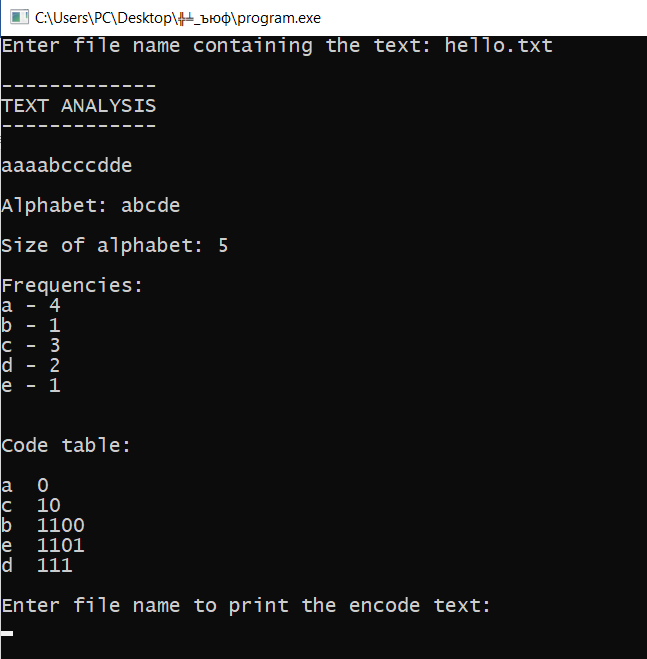 C:\Users\PC\Desktop\╬╧_ъюф\program.exe
Enter file name containing the text: hello.txt
-------------
TEXT ANALYSIS
-------------
aaaabcccdde
Alphabet: abcde
Size of alphabet: 5
Frequencies:
a - 4
b - 1
c - 3
d - 2
e - 1
Code table:
a  0
c  10
b  1100
e  1101
d  111
Enter file name to print the encode text: